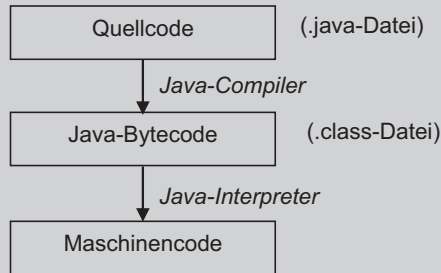 Quellcode (.java-Datei)
Java-Compiler
Java-Bytecode (.class-Datei)
Java-Interpreter
Maschinencode